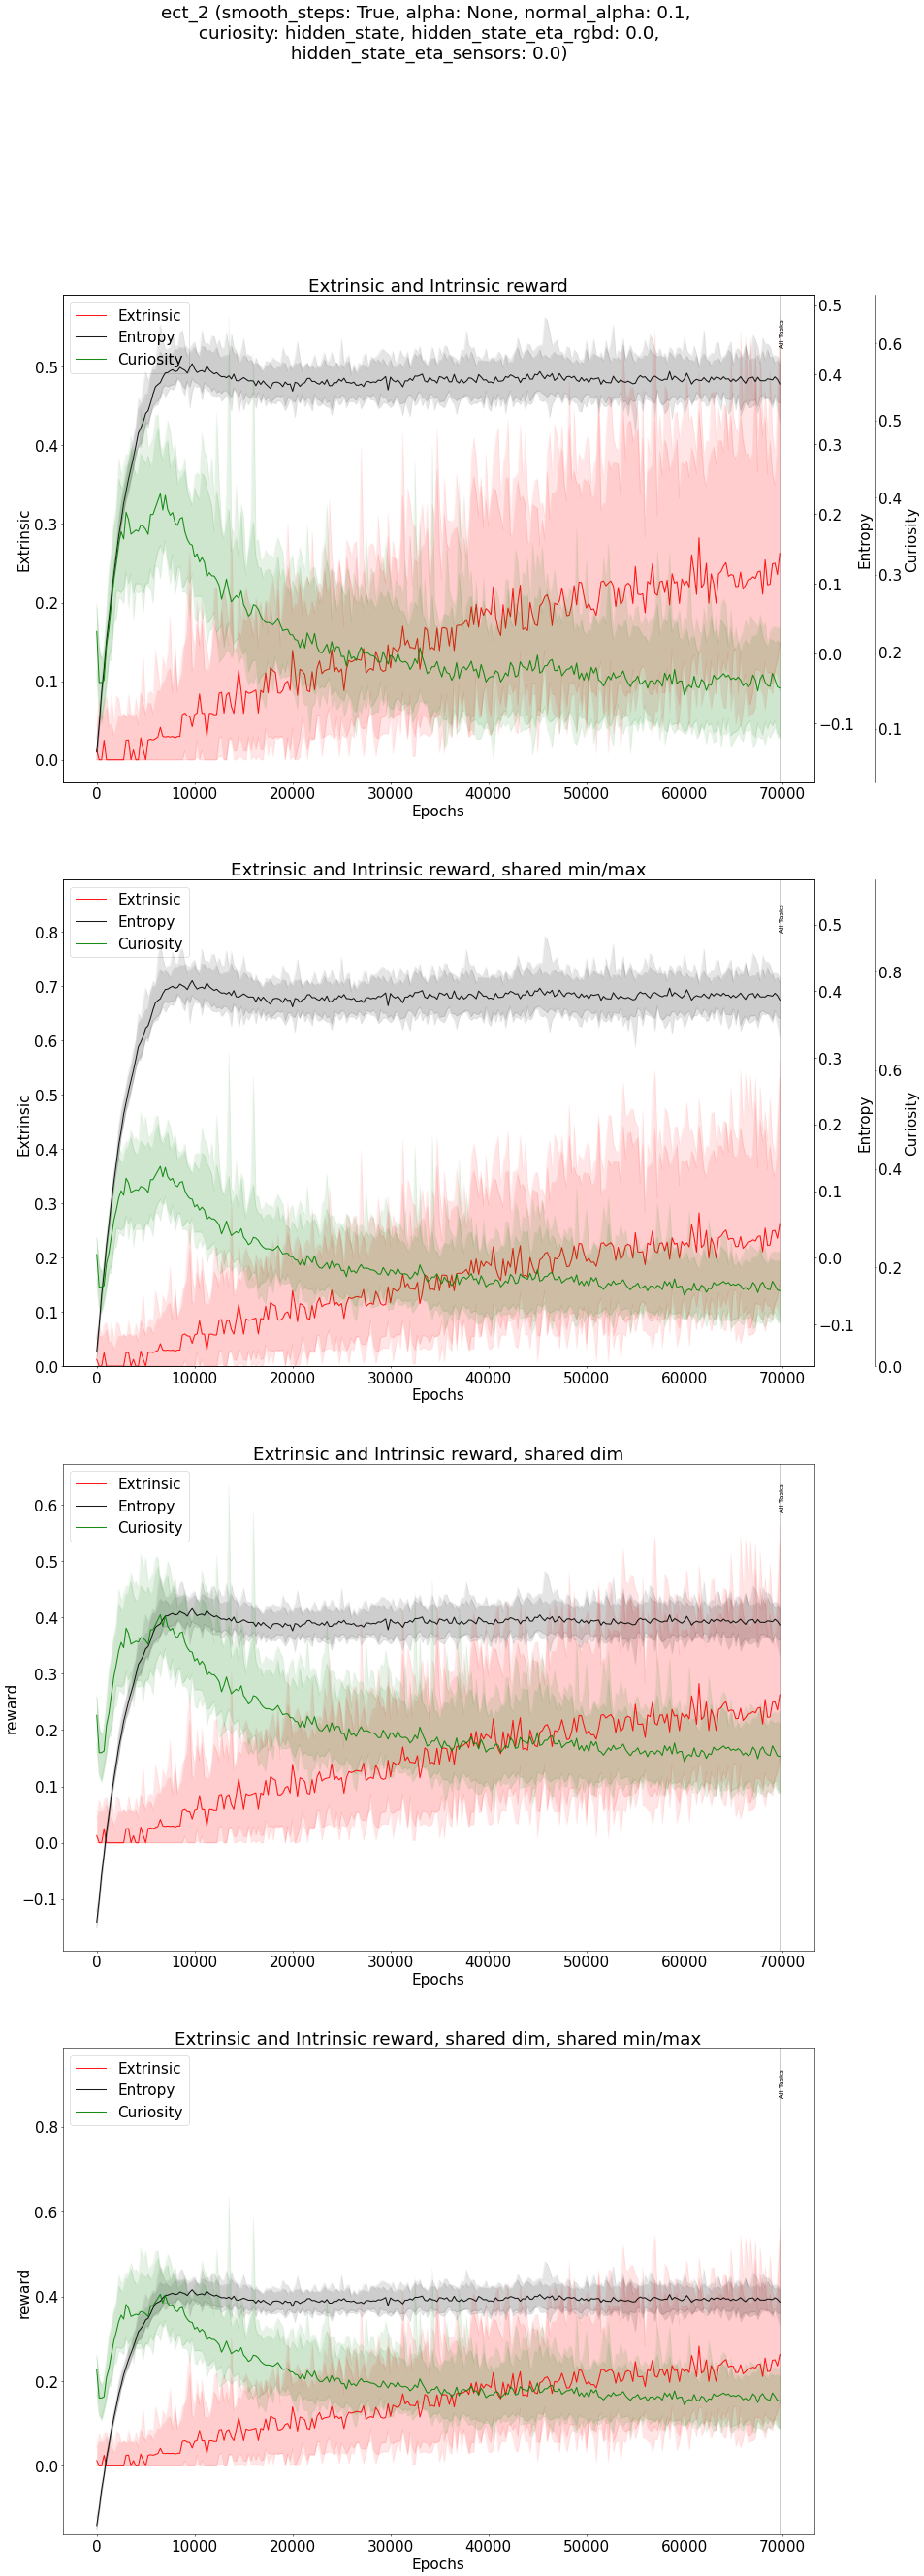 ect_2 (smooth_steps: True, alpha: None, normal_alpha: 0.1,
curiosity: hidden_state, hidden_state_eta_rgbd: 0.0,
hidden_state_eta_sensors: 0.0)
Extrinsic and Intrinsic reward
Extrinsic
Entropy
Curiosity
All Tasks
0.5
0.4
0.3
0.2
0.1
0.0
Extrinsic
0.5
0.4
0.3
0.2
0.1
0.0
−0.1
Entropy
0.6
0.5
0.4
0.3
0.2
0.1
Curiosity
0 10000 20000 30000 40000 50000 60000 70000
Epochs
Extrinsic and Intrinsic reward, shared min/max
Extrinsic
Entropy
Curiosity
All Tasks
0.8
0.7
0.6
0.5
0.4
0.3
0.2
0.1
0.0
Extrinsic
0.5
0.4
0.3
0.2
0.1
0.0
−0.1
Entropy
0.8
0.6
0.4
0.2
0.0
Curiosity
0 10000 20000 30000 40000 50000 60000 70000
Epochs
Extrinsic and Intrinsic reward, shared dim
Extrinsic
Entropy
Curiosity
All Tasks
0.6
0.5
0.4
0.3
0.2
0.1
0.0
−0.1
reward
0 10000 20000 30000 40000 50000 60000 70000
Epochs
Extrinsic and Intrinsic reward, shared dim, shared min/max
Extrinsic
Entropy
Curiosity
All Tasks
0.8
0.6
0.4
0.2
0.0
reward
0 10000 20000 30000 40000 50000 60000 70000
Epochs